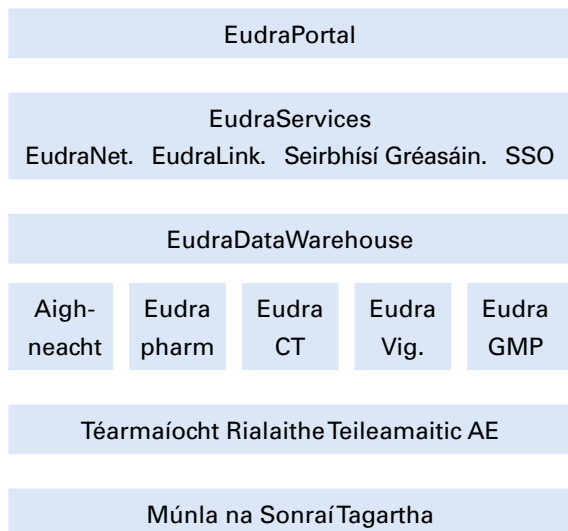 EudraPortal
EudraServices
EudraNet. EudraLink. Seirbhísí Gréasáin. SSO
EudraDataWarehouse
Aigh-
neacht
Eudra
pharm
Eudra
CT
Eudra
Vig.
Eudra
GMP
Téarmaíocht Rialaithe Teileamaitic AE
Múnla na Sonraí Tagartha